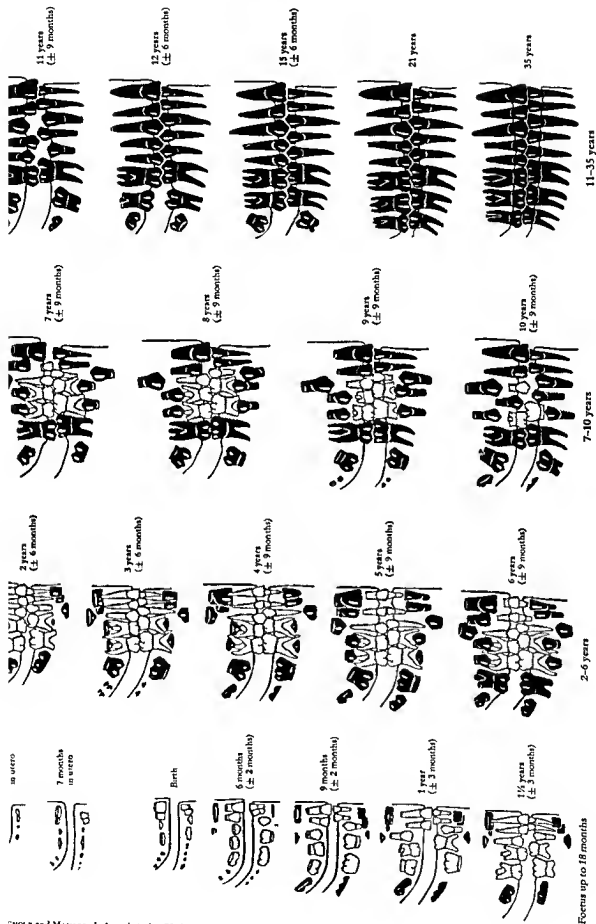 in utero
7 months
in utero
Birth
6 months
(± 2 months)
9 months
(± 2 months)
1 year
(± 3 months)
1½ years
(± 3 months)
Foetus up to 18 months
2 years
(± 6 months)
3 years
(± 6 months)
4 years
(± 9 months)
5 years
(± 9 months)
6 years
(± 9 months)
2–6 years
7 years
(± 9 months)
8 years
(± 9 months)
9 years
(± 9 months)
10 years
(± 9 months)
7–10 years
11 years
(± 9 months)
12 years
(± 6 months)
15 years
(± 6 months)
21 years
35 years
11–35 years